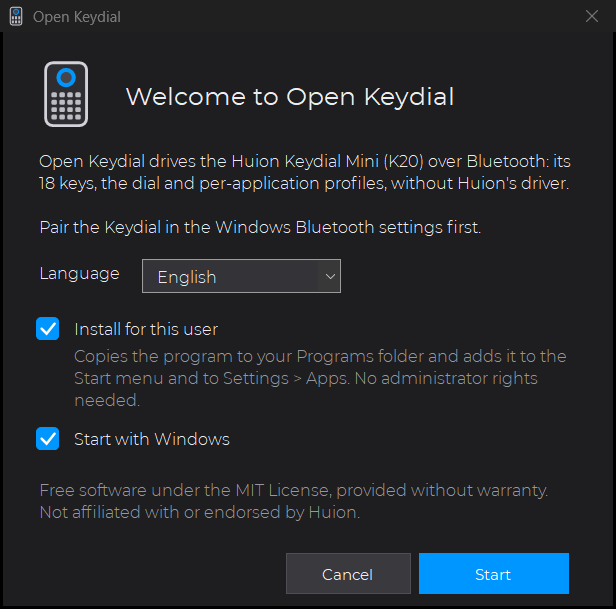 Open Keydial
Welcome to Open Keydial
Open Keydial drives the Huion Keydial Mini (K20) over Bluetooth: its
18 keys, the dial and per-application profiles, without Huion's driver.
Pair the Keydial in the Windows Bluetooth settings first.
Language
English
Install for this user
Copies the program to your Programs folder and adds it to the
Start menu and to Settings > Apps. No administrator rights
needed.
Start with Windows
Free software under the MIT License, provided without warranty.
Not affiliated with or endorsed by Huion.
Cancel
Start